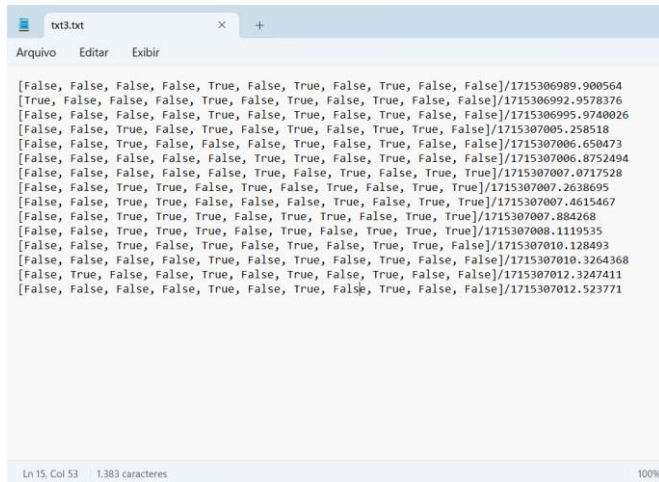 txt3.txt
Arquivo Editar Exibir
[False, False, False, False, True, False, True, False, True, False, False]/1715306989.900564
[True, False, False, False, True, False, True, False, True, False, False]/1715306992.9578376
[False, False, False, False, True, False, True, False, True, False, False]/1715306995.9740026
[False, False, True, False, True, False, True, False, True, True, False]/1715307005.258518
[False, False, True, False, False, False, True, False, True, False, False]/1715307006.650473
[False, False, False, False, False, True, True, False, True, False, False]/1715307006.8752494
[False, False, False, False, False, True, False, True, False, True, True]/1715307007.0717528
[False, False, True, True, False, True, False, True, False, True, True]/1715307007.2638695
[False, False, True, True, False, False, False, True, False, True, True]/1715307007.4615467
[False, False, True, True, True, False, True, True, False, True, True]/1715307007.884268
[False, False, True, True, True, False, True, False, True, True, True]/1715307008.1119535
[False, False, True, False, True, False, True, False, True, True, False]/1715307010.128493
[False, False, False, False, True, False, True, False, True, False, False]/1715307010.3264368
[False, True, False, False, True, False, True, False, True, False, False]/1715307012.3247411
[False, False, False, False, True, False, True, False, True, False, False]/1715307012.523771
Ln 15, Col 53 1.383 caracteres 100%